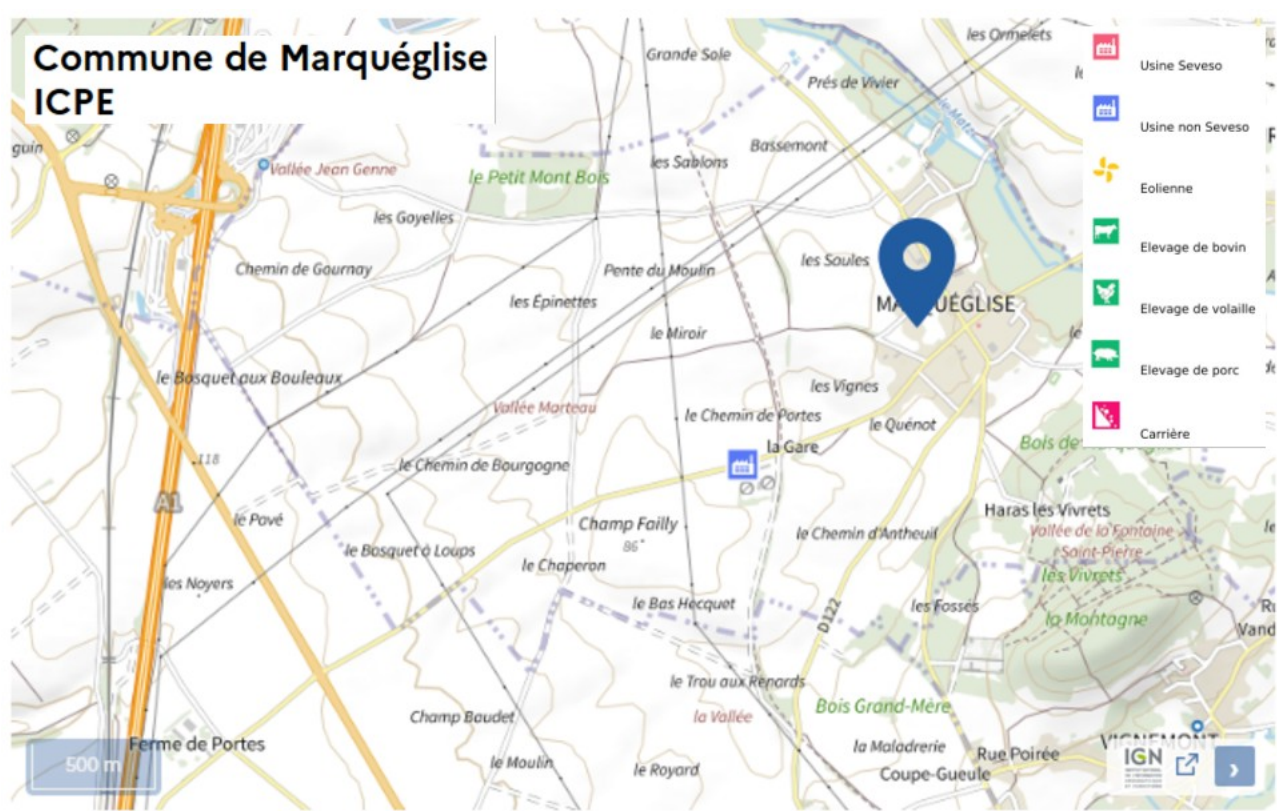 Commune de Marquéglise
ICPE
les Ormelets
Grande Sole
Usine Seveso
Prés de Vivier
le Matz
Usine non Seveso
guin
Bassemont
les Sablons
Vallée Jean Genne
le Petit Mont Bois
Eolienne
les Goyelles
Elevage de bovin
les Soules
Chemin de Gournay
Pente du Moulin
les Épinettes
MARQUÉGLISE
Elevage de volaille
le Miroir
Elevage de porc
le Bosquet aux Bouleaux
les Vignes
Vallée Marteau
le Chemin de Portes
le Quénot
Carrière
la Gare
Bois de
118
le Chemin de Bourgogne
A1
Haras les Vivrets
le Pavé
Champ Failly
86
le Chemin d'Antheuil
Vallée de la Fontaine
Saint-Pierre
le Bosquet à Loups
le Chaperon
les Vivrets
les Noyers
le Bas Hecquet
D122
les Fosses
la Montagne
Vand
le Trou aux Renards
Champ Baudet
la Vallée
Bois Grand-Mère
Ferme de Portes
la Maladrerie
Rue Poirée
VIGNEMONT
500 m
le Moulin
le Royard
Coupe-Gueule
IGN